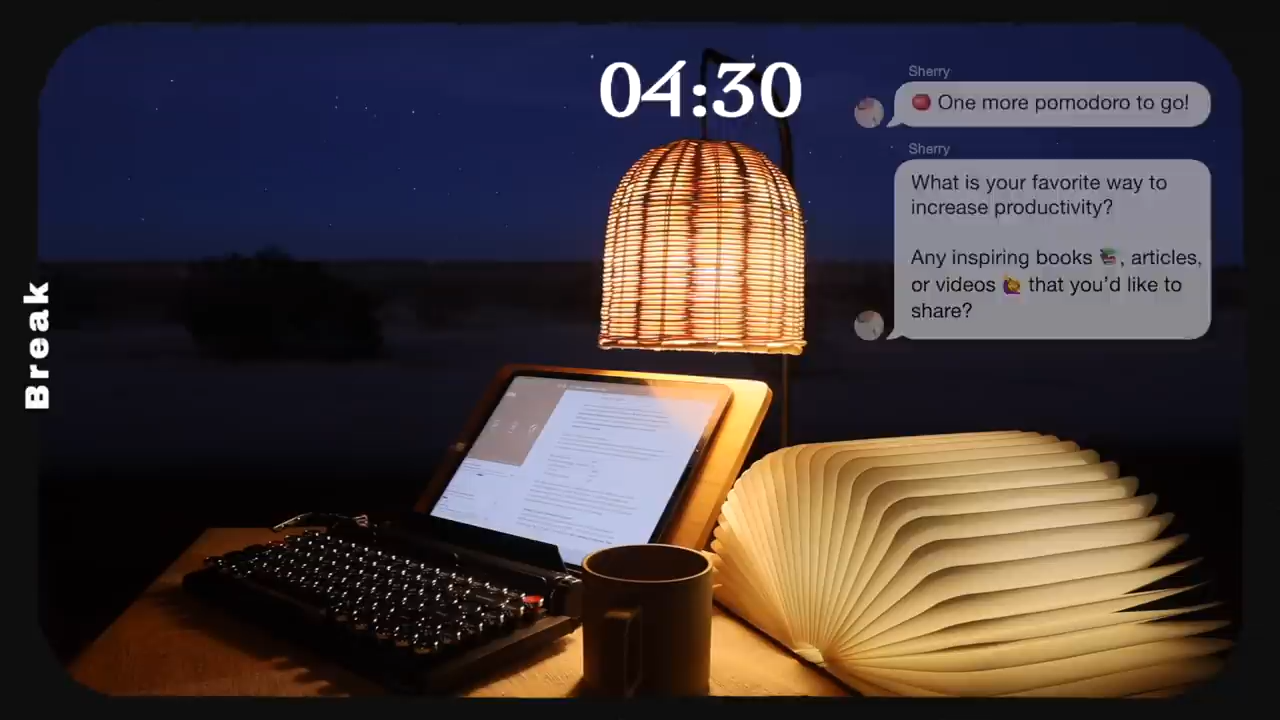 04:30
Sherry
🍅 One more pomodoro to go!
Sherry
What is your favorite way to
increase productivity?
Any inspiring books 📚, articles,
or videos 🙋 that you'd like to
share?
Break